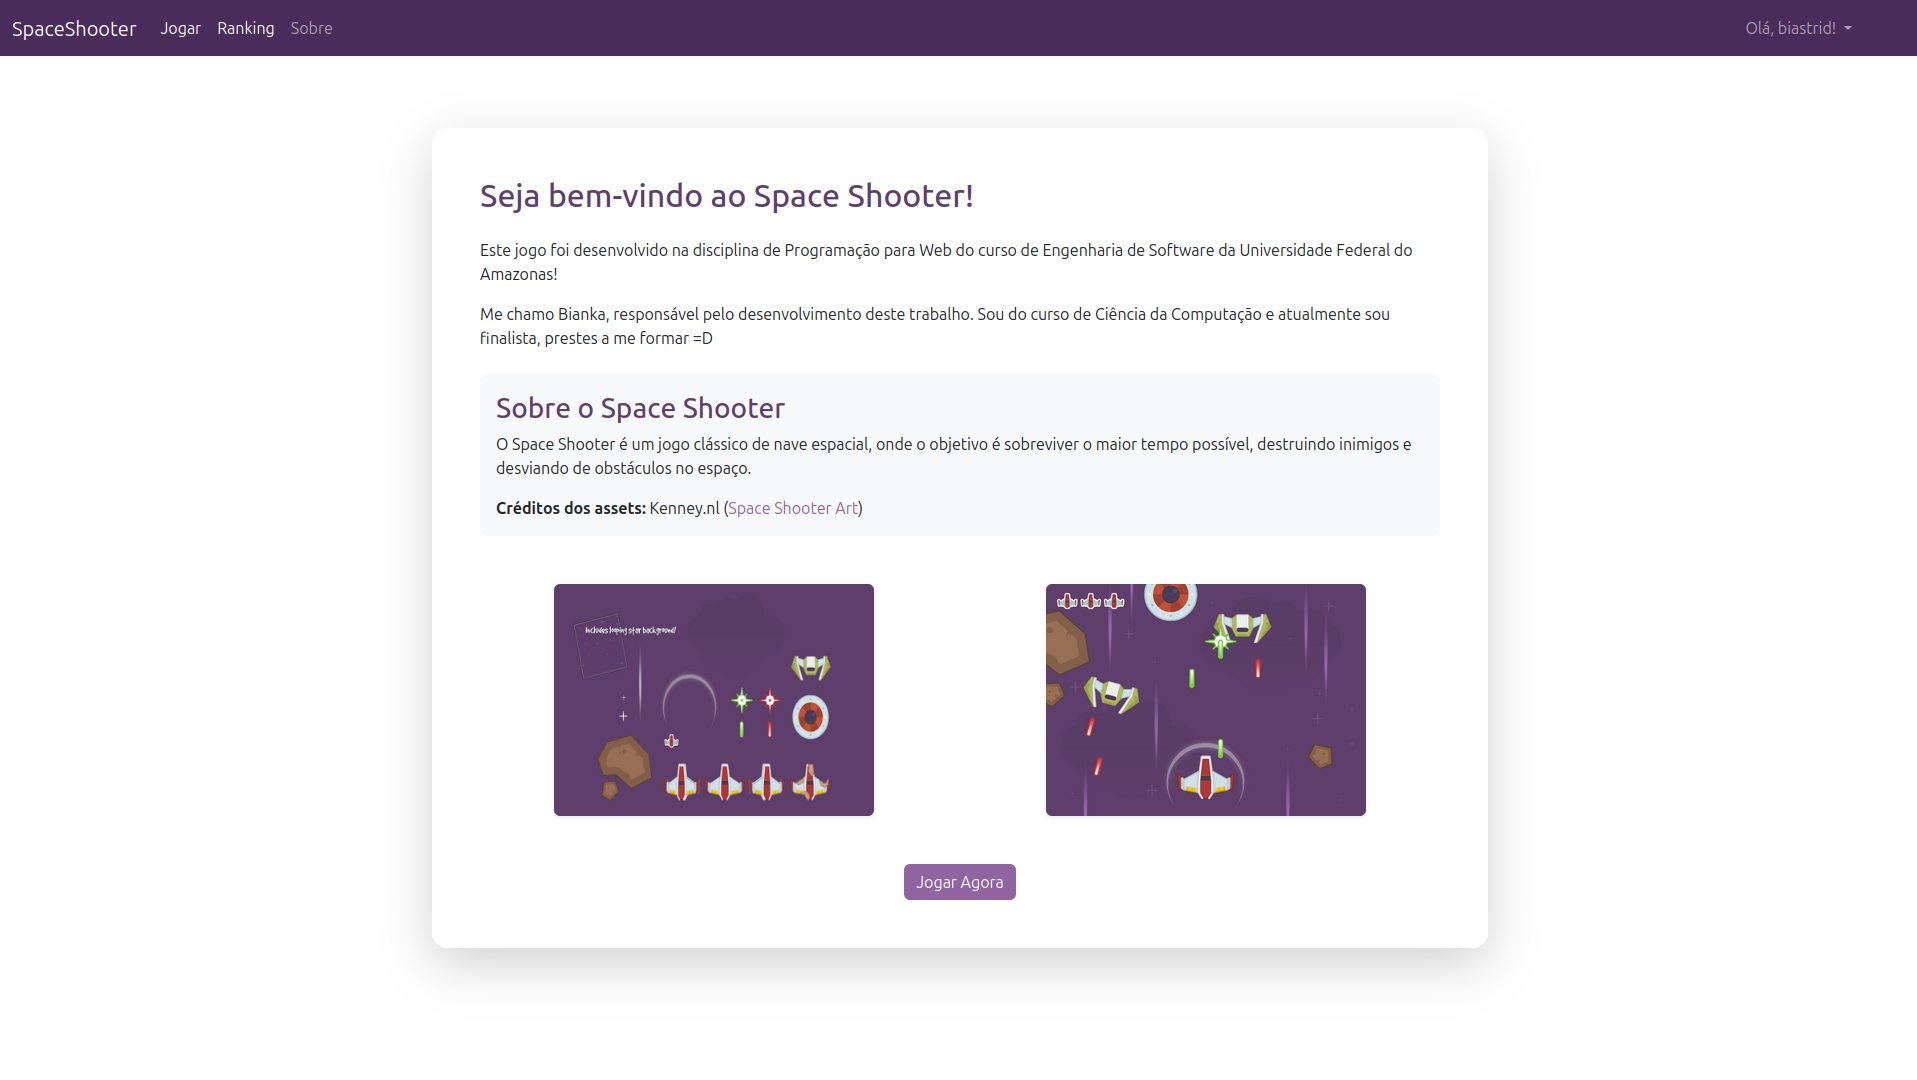 SpaceShooter Jogar Ranking Sobre Olá, biastrid!
Seja bem-vindo ao Space Shooter!
Este jogo foi desenvolvido na disciplina de Programação para Web do curso de Engenharia de Software da Universidade Federal do
Amazonas!
Me chamo Bianka, responsável pelo desenvolvimento deste trabalho. Sou do curso de Ciência da Computação e atualmente sou
finalista, prestes a me formar =D
Sobre o Space Shooter
O Space Shooter é um jogo clássico de nave espacial, onde o objetivo é sobreviver o maior tempo possível, destruindo inimigos e
desviando de obstáculos no espaço.
Créditos dos assets: Kenney.nl (Space Shooter Art)
Includes looping star background!
Jogar Agora